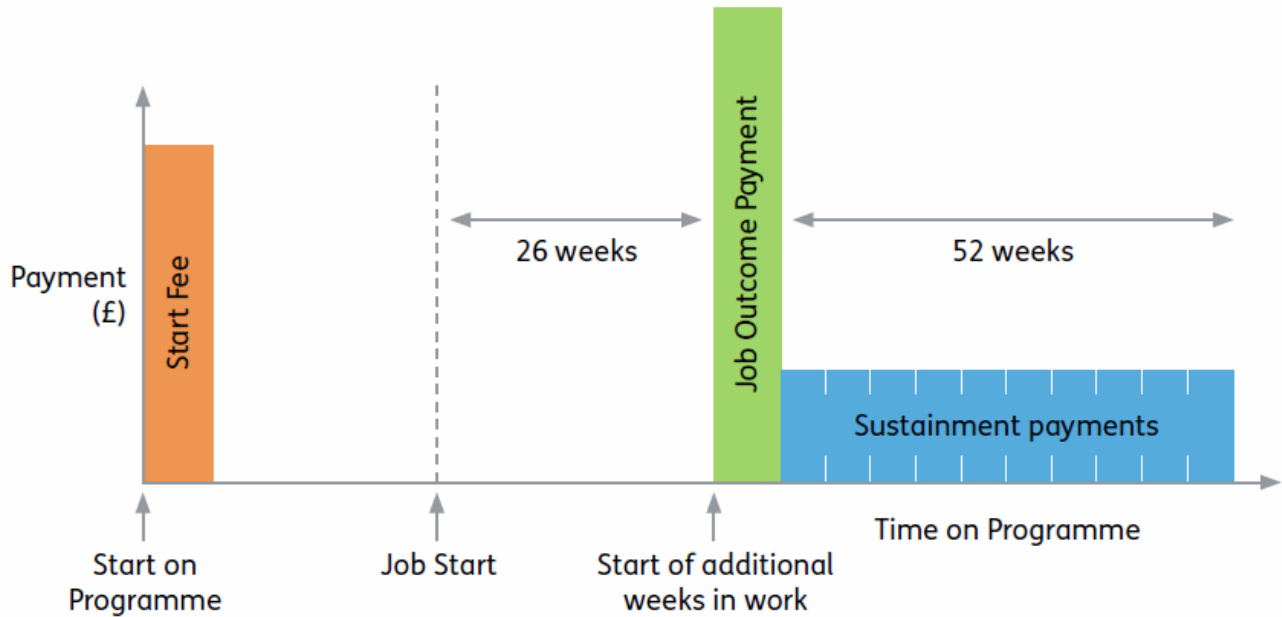 Payment
(£)
Start Fee
26 weeks
Job Outcome Payment
52 weeks
Sustainment payments
Time on Programme
Start on
Programme
Job Start
Start of additional
weeks in work